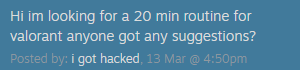 Hi im looking for a 20 min routine for
valorant anyone got any suggestions?
Posted by: i got hacked, 13 Mar @ 4:50pm